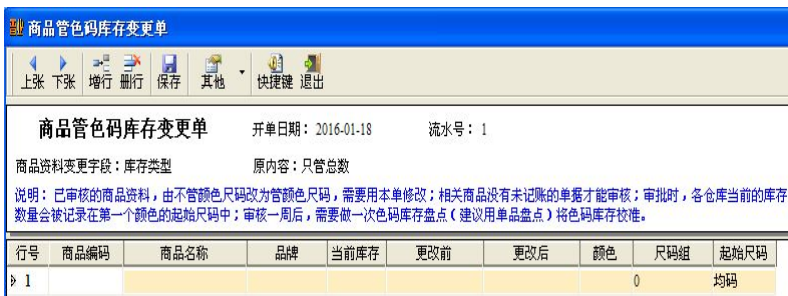 商品管色码库存变更单
上张 下张 增行 删行 保存 其他 快捷键 退出
商品管色码库存变更单 开单日期：2016-01-18 流水号：1
商品资料变更字段：库存类型 原内容：只管总数
说明：已审核的商品资料，由不管颜色尺码改为管颜色尺码，需要用本单修改；相关商品没有未记账的单据才能审核；审批时，各仓库当前的库存
数量会被记录在第一个颜色的起始尺码中；审核一周后，需要做一次色码库存盘点（建议用单品盘点）将色码库存校准。
行号 商品编码 商品名称 品牌 当前库存 更改前 更改后 颜色 尺码组 起始尺码
1 0 均码